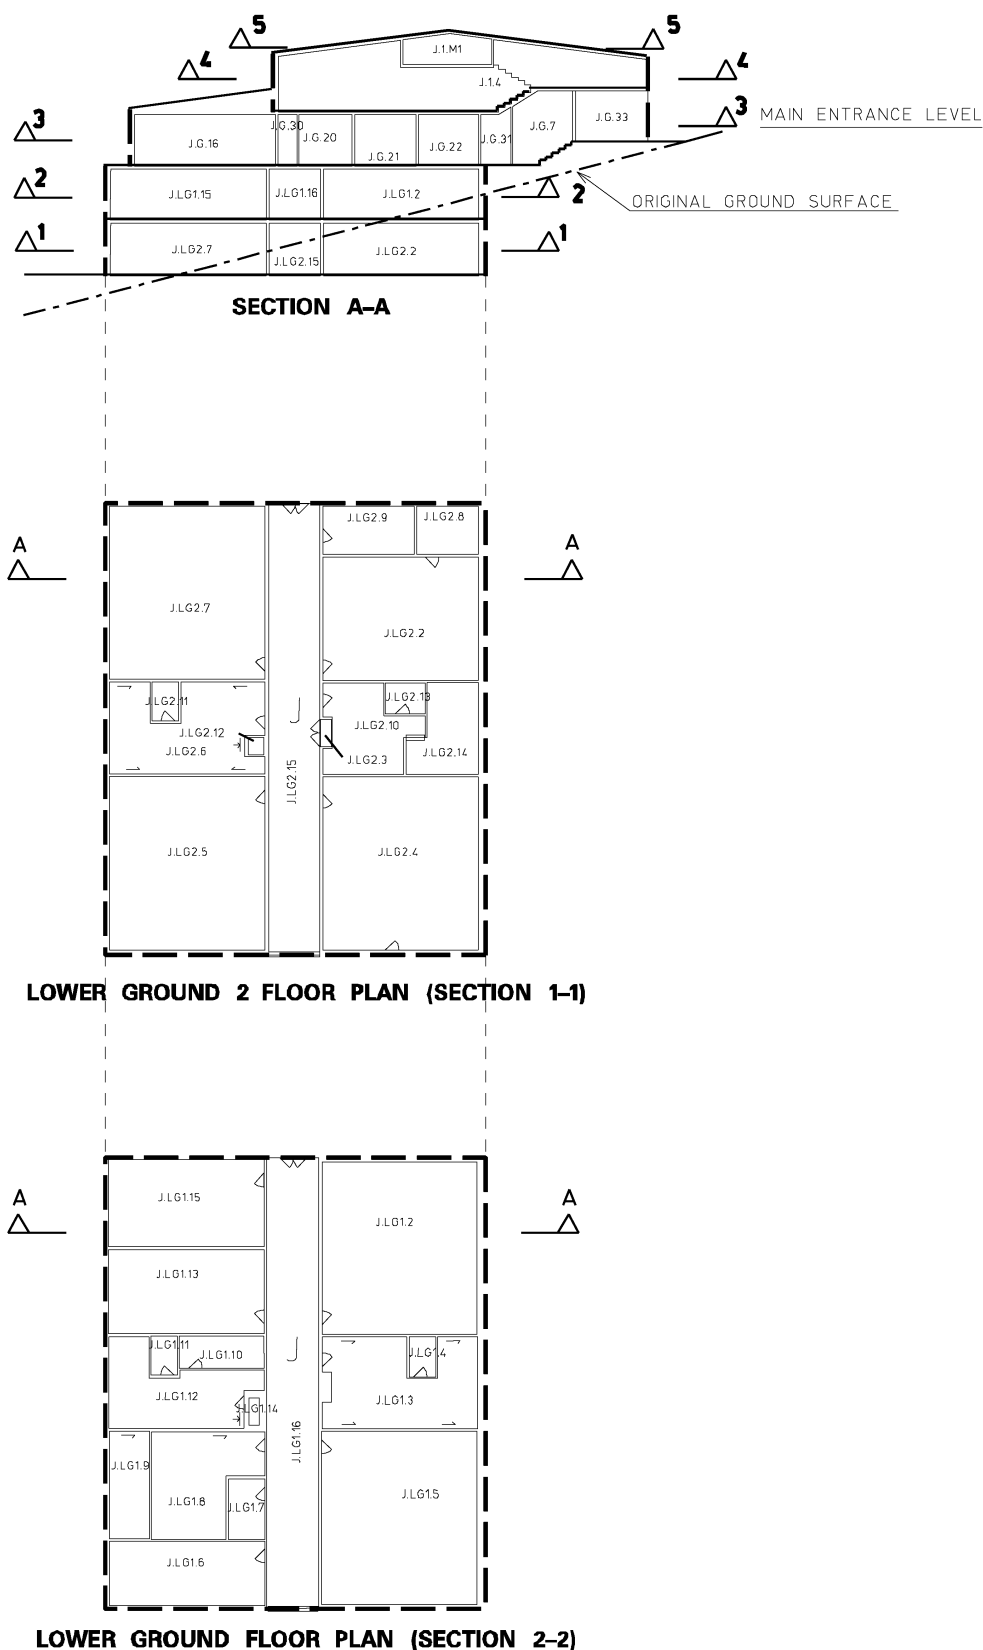 5 5
J.1.M1
4 4
J.1.4
3 3
MAIN ENTRANCE LEVEL
J.G.30
J.G.16 J.G.20 J.G.21 J.G.22 J.G.31 J.G.7 J.G.33
2 2
J.LG1.15 J.LG1.16 J.LG1.2
ORIGINAL GROUND SURFACE
1 1
J.LG2.7 J.LG2.15 J.LG2.2
SECTION A-A
J.LG2.9 J.LG2.8
A A
J.LG2.7
J.LG2.2
J.LG2.11 J.LG2.13
J
J.LG2.12 J.LG2.10
J.LG2.6 J.LG2.3 J.LG2.14
J.LG2.15
J.LG2.5 J.LG2.4
LOWER GROUND 2 FLOOR PLAN (SECTION 1-1)
A A
J.LG1.15
J.LG1.2
J.LG1.13
J.LG1.11 J.LG1.10 J J.LG1.4
J.LG1.12 J.LG1.14 J.LG1.3
J.LG1.16
J.LG1.9
J.LG1.8 J.LG1.7 J.LG1.5
J.LG1.6
LOWER GROUND FLOOR PLAN (SECTION 2-2)